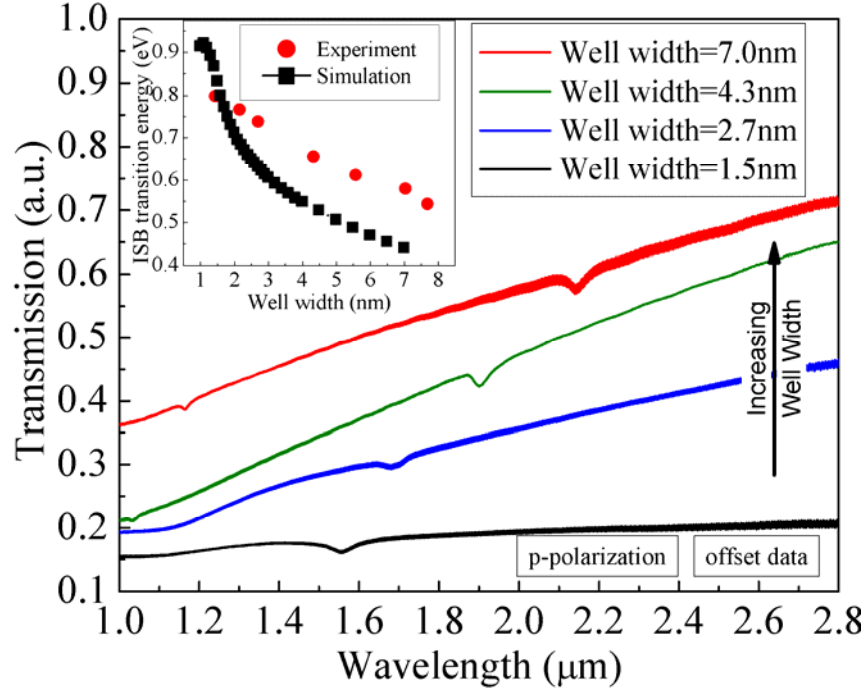 1.0
0.9
0.8
0.7
0.6
0.5
0.4
0.3
0.2
0.1
Transmission (a.u.)
0.9
0.8
0.7
0.6
0.5
0.4
ISB transition energy (eV)
Experiment
Simulation
1 2 3 4 5 6 7 8
Well width (nm)
Well width=7.0nm
Well width=4.3nm
Well width=2.7nm
Well width=1.5nm
Increasing
Well Width
p-polarization
offset data
1.0 1.2 1.4 1.6 1.8 2.0 2.2 2.4 2.6 2.8
Wavelength (μm)